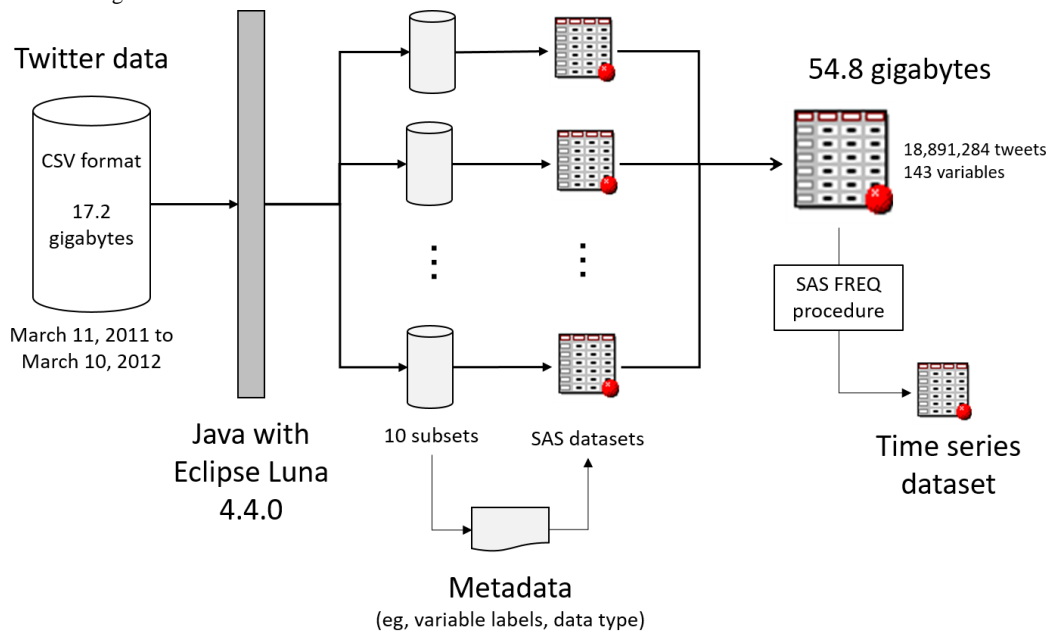 Twitter data
CSV format
17.2
gigabytes
March 11, 2011 to
March 10, 2012
Java with
Eclipse Luna
4.4.0
10 subsets
SAS datasets
Metadata
(eg, variable labels, data type)
54.8 gigabytes
18,891,284 tweets
143 variables
SAS FREQ
procedure
Time series
dataset